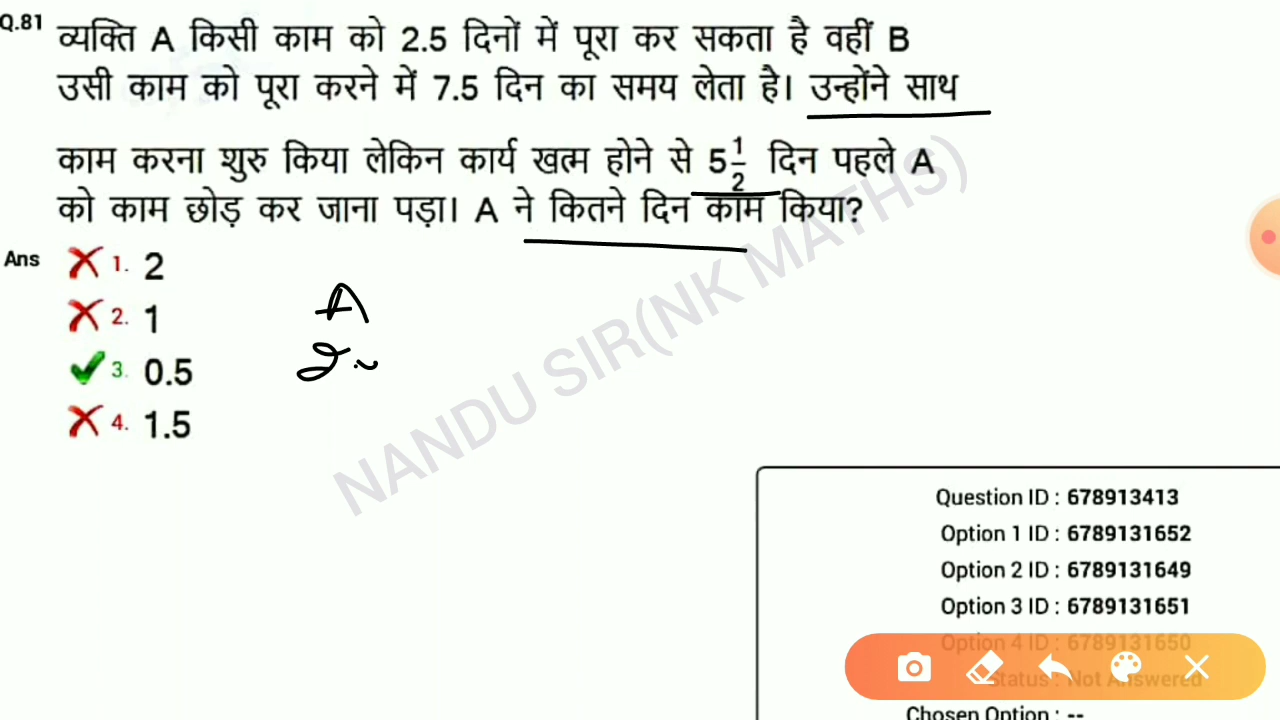 Q.81 व्यक्ति A किसी काम को 2.5 दिनों में पूरा कर सकता है वहीं B
उसी काम को पूरा करने में 7.5 दिन का समय लेता है। उन्होंने साथ
काम करना शुरु किया लेकिन कार्य खत्म होने से 5 1/2 दिन पहले A
को काम छोड़ कर जाना पड़ा। A ने कितने दिन काम किया?
Ans
1. 2
2. 1
3. 0.5
4. 1.5
A
2.
NANDU SIR(NK MATHS)
Question ID : 678913413
Option 1 ID : 6789131652
Option 2 ID : 6789131649
Option 3 ID : 6789131651
Option 4 ID : 6789131650
Status : Not Answered
Chosen Option : --